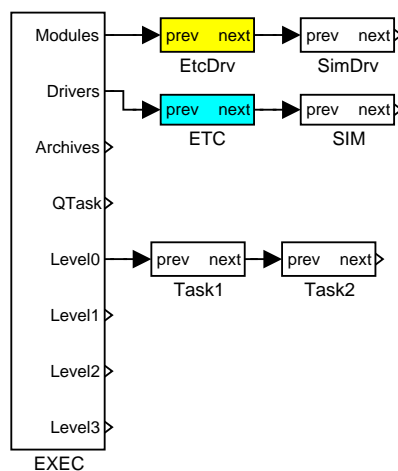 Modules
prev next
prev next
EtcDrv
SimDrv
Drivers
prev next
prev next
ETC
SIM
Archives
QTask
Level0
prev next
prev next
Task1
Task2
Level1
Level2
Level3
EXEC